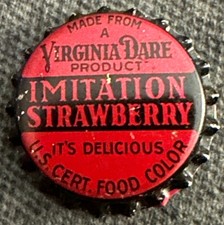 MADE FROM
A
VIRGINIA DARE
PRODUCT
IMITATION
STRAWBERRY
IT'S DELICIOUS
U.S. CERT. FOOD COLOR